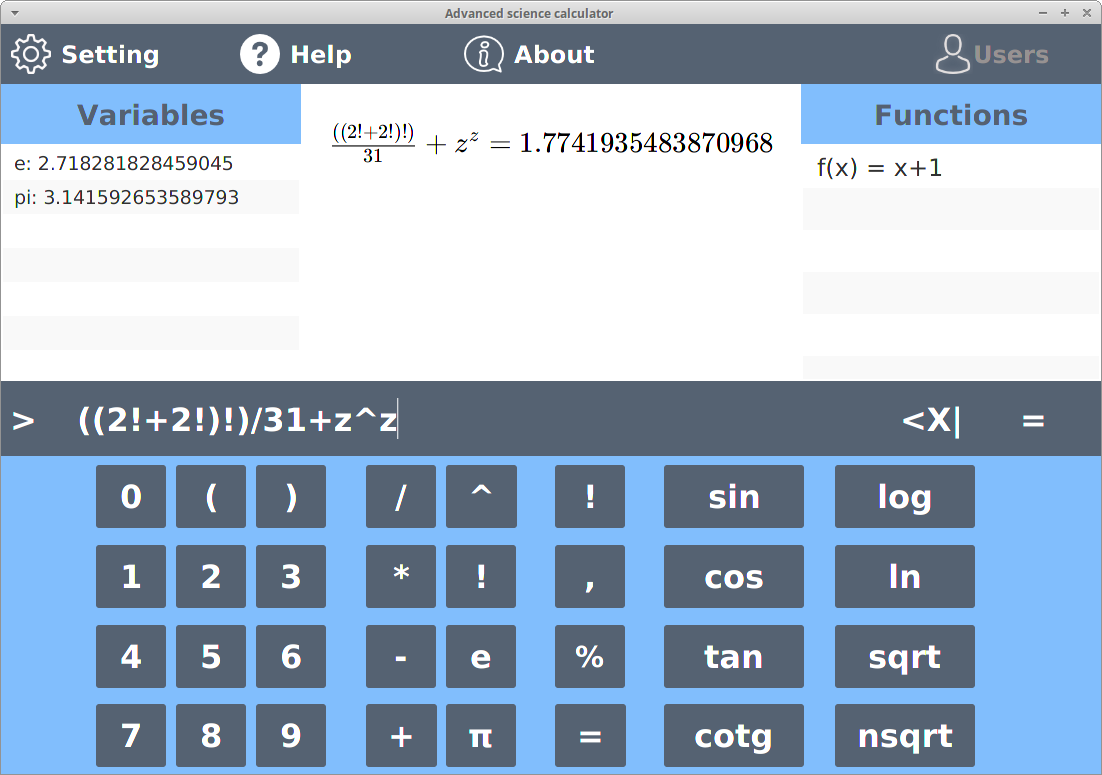 Advanced science calculator
Setting Help About Users
Variables
e: 2.718281828459045
pi: 3.141592653589793
((2!+2!)!)/31 + z^z = 1.7741935483870968
Functions
f(x) = x+1
> ((2!+2!)!)/31+z^z <X| =
0 ( ) / ^ ! sin log
1 2 3 * ! , cos ln
4 5 6 - e % tan sqrt
7 8 9 + π = cotg nsqrt